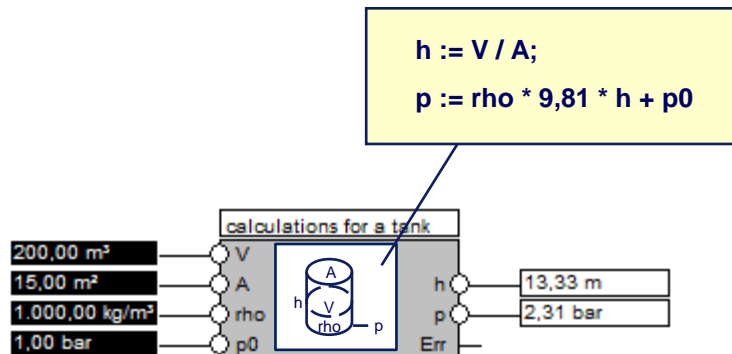 h := V / A;
p := rho * 9,81 * h + p0
calculations for a tank
200,00 m³ V
15,00 m² A
1.000,00 kg/m³ rho
1,00 bar p0
A
h
V
rho p
h 13,33 m
p 2,31 bar
Err